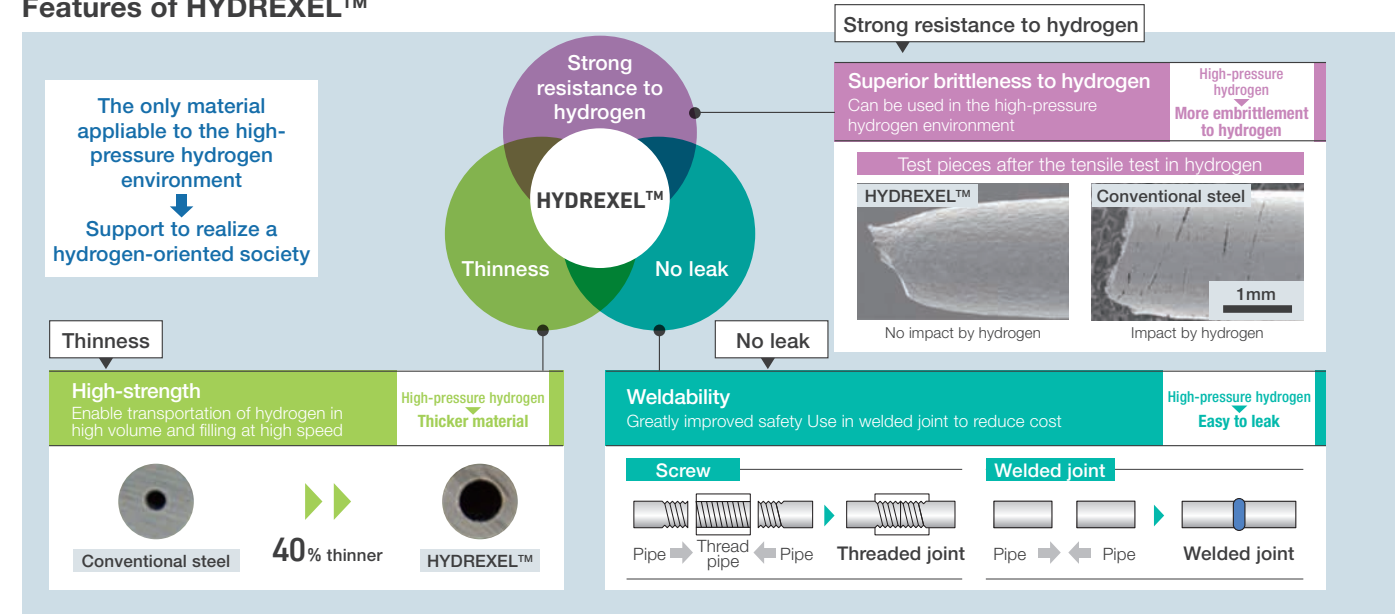 Features of HYDREXEL™
The only material
appliable to the high-
pressure hydrogen
environment
Support to realize a
hydrogen-oriented society
Strong
resistance to
hydrogen
HYDREXEL™
Thinness
No leak
Strong resistance to hydrogen
Superior brittleness to hydrogen
Can be used in the high-pressure
hydrogen environment
High-pressure
hydrogen
More embrittlement
to hydrogen
Test pieces after the tensile test in hydrogen
HYDREXEL™
Conventional steel
1mm
No impact by hydrogen
Impact by hydrogen
Thinness
High-strength
Enable transportation of hydrogen in
high volume and filling at high speed
High-pressure hydrogen
Thicker material
Conventional steel
40% thinner
HYDREXEL™
No leak
Weldability
Greatly improved safety Use in welded joint to reduce cost
High-pressure hydrogen
Easy to leak
Screw
Pipe
Thread
pipe
Pipe
Threaded joint
Welded joint
Pipe
Pipe
Welded joint